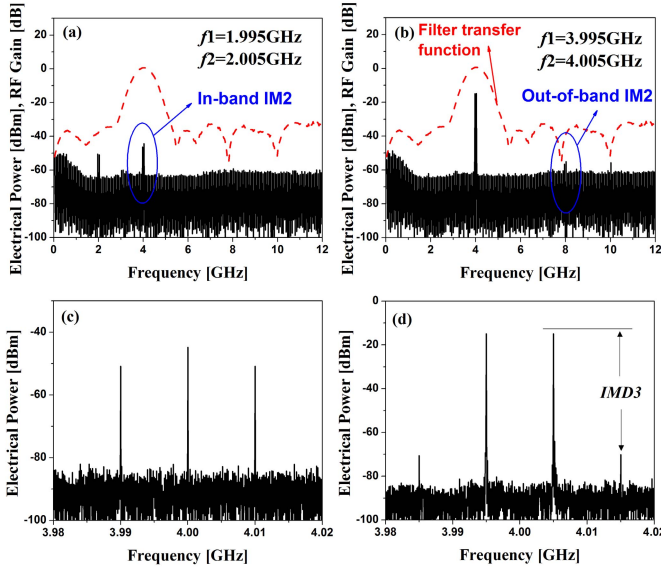 (a)
f1=1.995GHz
f2=2.005GHz
In-band IM2
Electrical Power [dBm], RF Gain [dB]
20
0
-20
-40
-60
-80
-100
0 2 4 6 8 10 12
Frequency [GHz]
(b)
Filter transfer
function
f1=3.995GHz
f2=4.005GHz
Out-of-band IM2
Electrical Power [dBm], RF Gain [dB]
20
0
-20
-40
-60
-80
-100
0 2 4 6 8 10 12
Frequency [GHz]
(c)
Electrical Power [dBm]
-40
-60
-80
-100
3.98 3.99 4.00 4.01 4.02
Frequency [GHz]
(d)
IMD3
Electrical Power [dBm]
0
-20
-40
-60
-80
-100
3.98 3.99 4.00 4.01 4.02
Frequency [GHz]